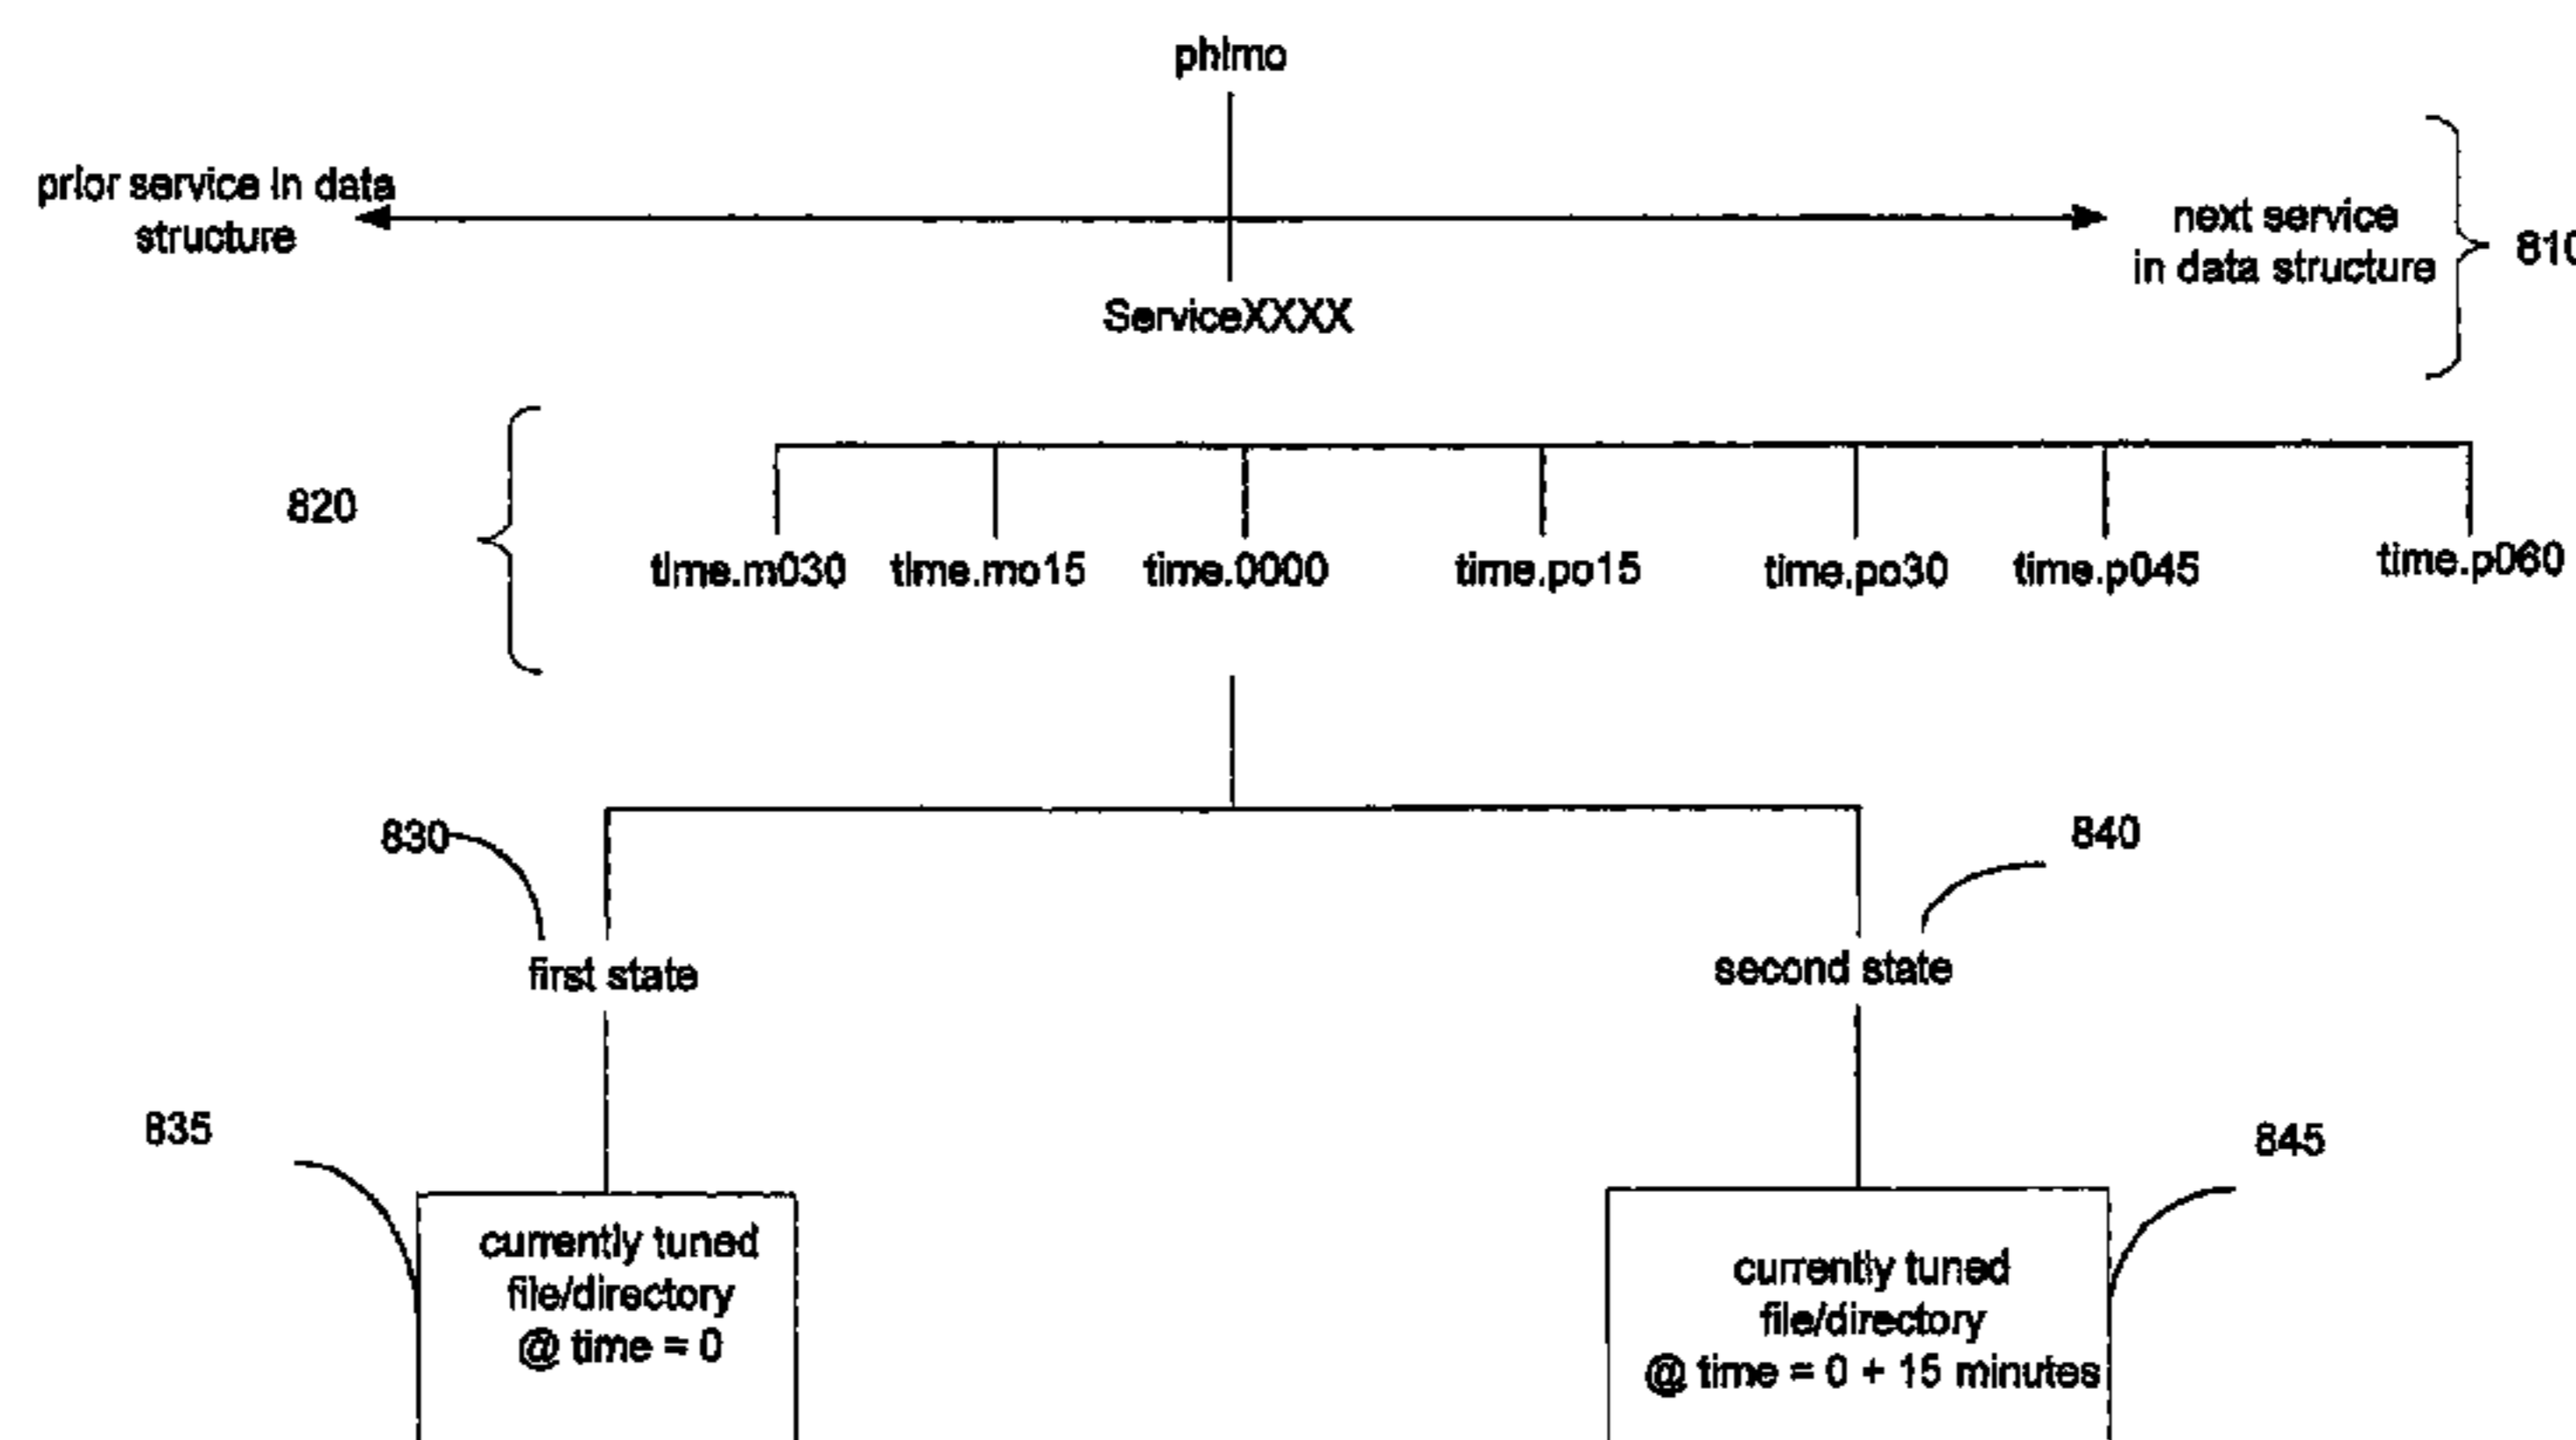 phlmo
prior service in data
structure
next service
in data structure
810
ServiceXXXX
820
time.m030 time.mo15 time.0000 time.po15 time.po30 time.p045 time.p060
830
840
first state
second state
835
845
currently tuned
file/directory
@ time = 0
currently tuned
file/directory
@ time = 0 + 15 minutes